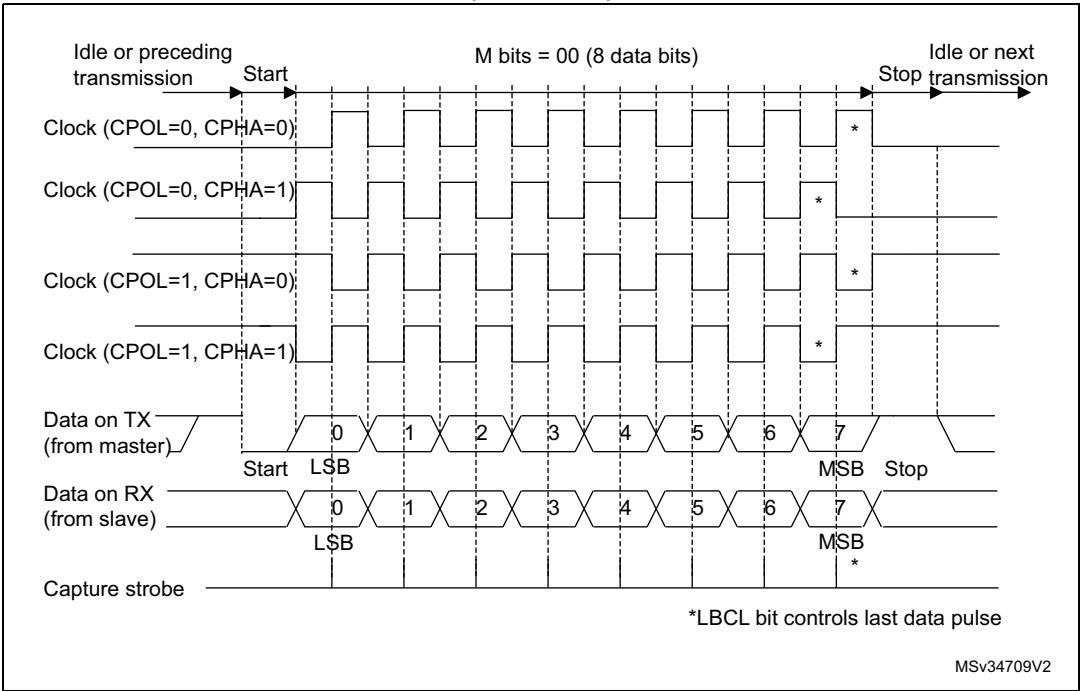 Idle or preceding
transmission
Start
M bits = 00 (8 data bits)
Stop
Idle or next
transmission
Clock (CPOL=0, CPHA=0)
*
Clock (CPOL=0, CPHA=1)
*
Clock (CPOL=1, CPHA=0)
*
Clock (CPOL=1, CPHA=1)
*
Data on TX
(from master)
0 1 2 3 4 5 6 7
Start LSB MSB Stop
Data on RX
(from slave)
0 1 2 3 4 5 6 7
LSB MSB
*
Capture strobe
*LBCL bit controls last data pulse
MSv34709V2